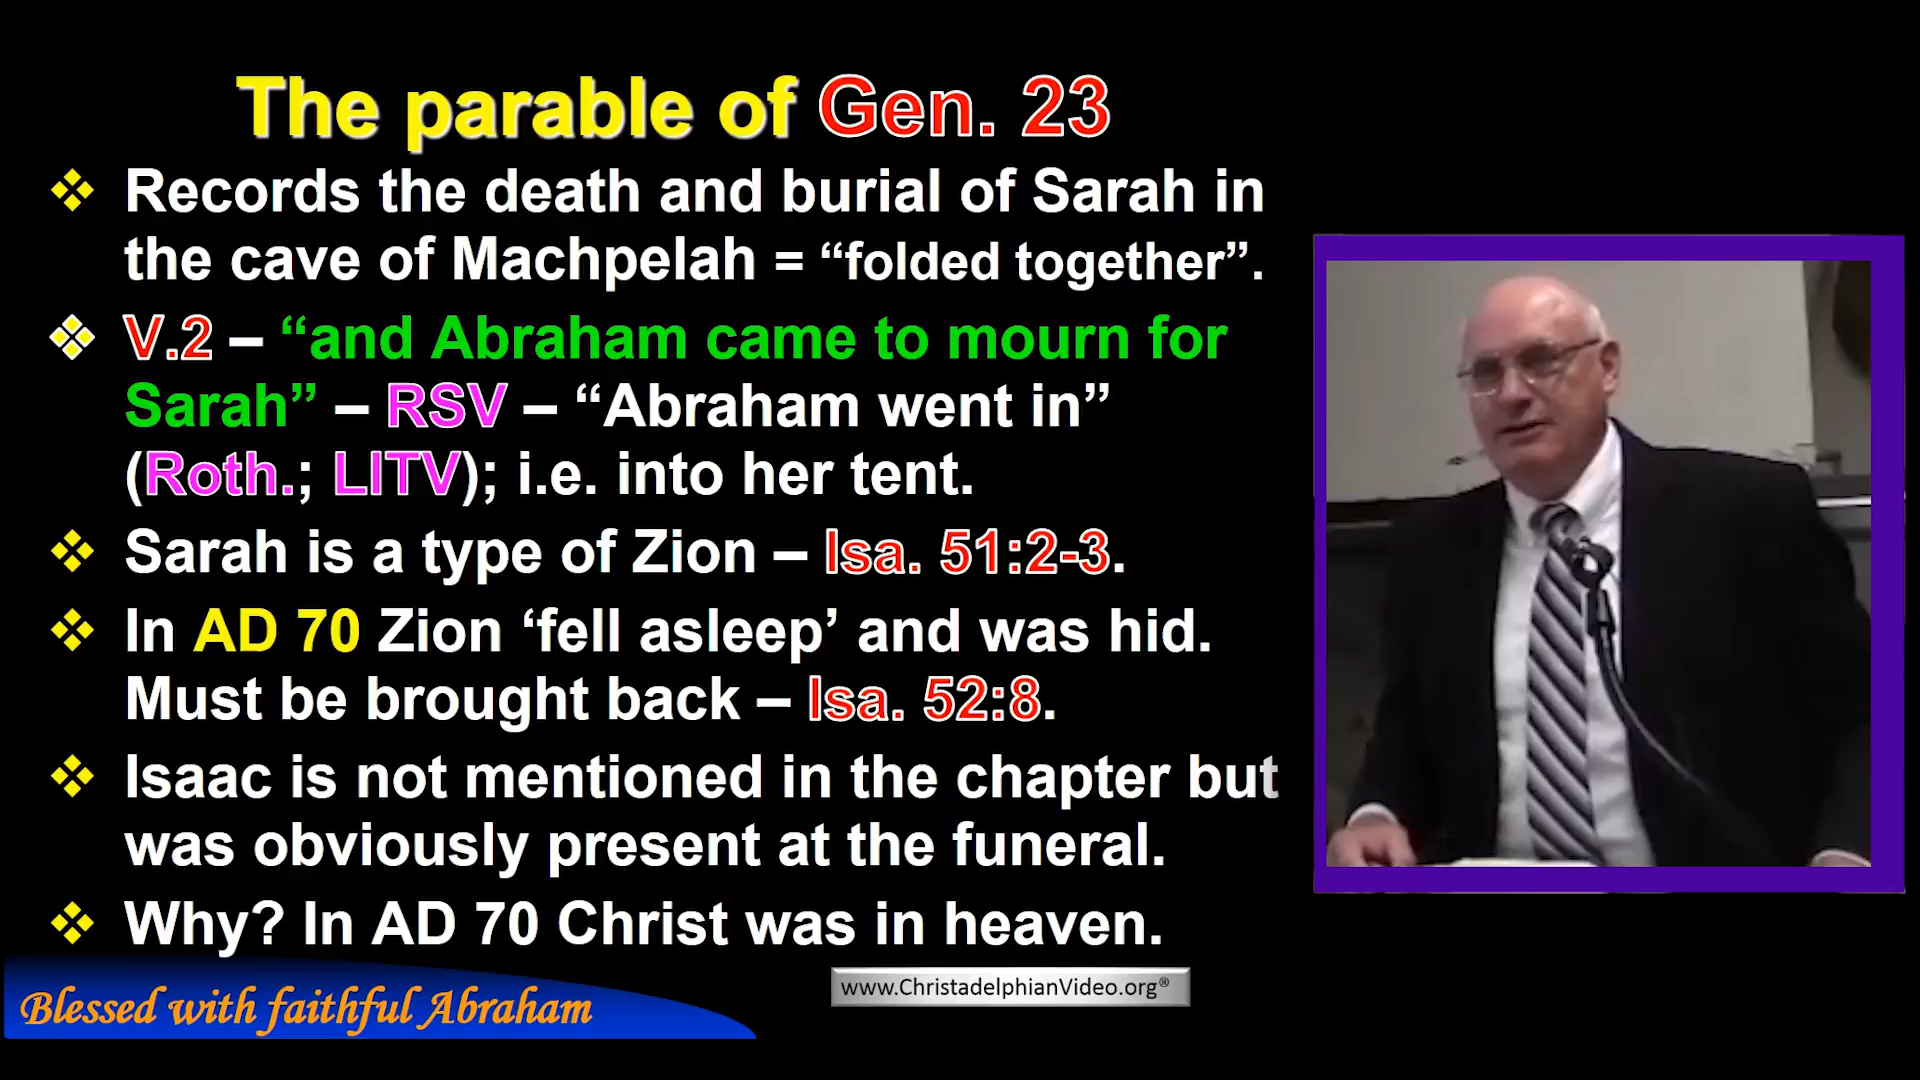 The parable of Gen. 23
❖ Records the death and burial of Sarah in
the cave of Machpelah = “folded together”.
❖ V.2 – “and Abraham came to mourn for
Sarah” – RSV – “Abraham went in”
(Roth.; LITV); i.e. into her tent.
❖ Sarah is a type of Zion – Isa. 51:2-3.
❖ In AD 70 Zion ‘fell asleep’ and was hid.
Must be brought back – Isa. 52:8.
❖ Isaac is not mentioned in the chapter but
was obviously present at the funeral.
❖ Why? In AD 70 Christ was in heaven.
Blessed with faithful Abraham
www.ChristadelphianVideo.org®